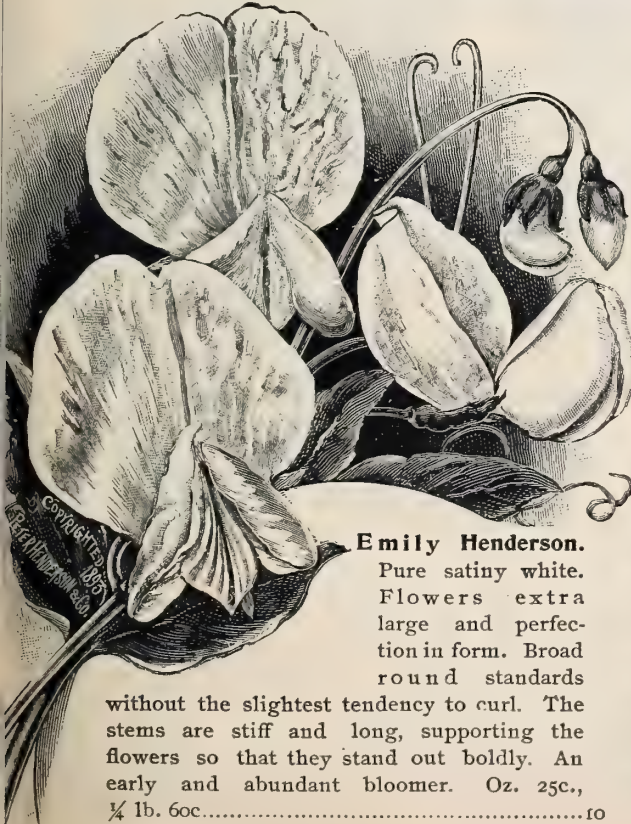 COPYRIGHTED
1893
BY PETER HENDERSON & Co.
Emily Henderson.
Pure satiny white.
Flowers extra
large and perfec-
tion in form. Broad
round standards
without the slightest tendency to curl. The
stems are stiff and long, supporting the
flowers so that they stand out boldly. An
early and abundant bloomer. Oz. 25c.,
¼ lb. 60c..........................................................10